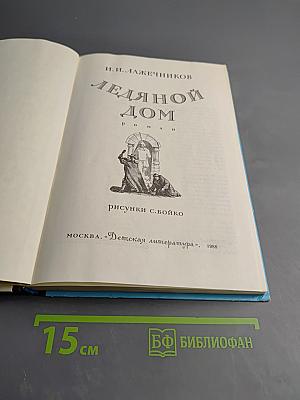 И. И. ЛАЖЕЧНИКОВ
ЛЕДЯНОЙ
ДОМ
роман
рисунки С. БОЙКО
МОСКВА, «Детская литература», 1988
15 см
БФ БИБЛИОФАН